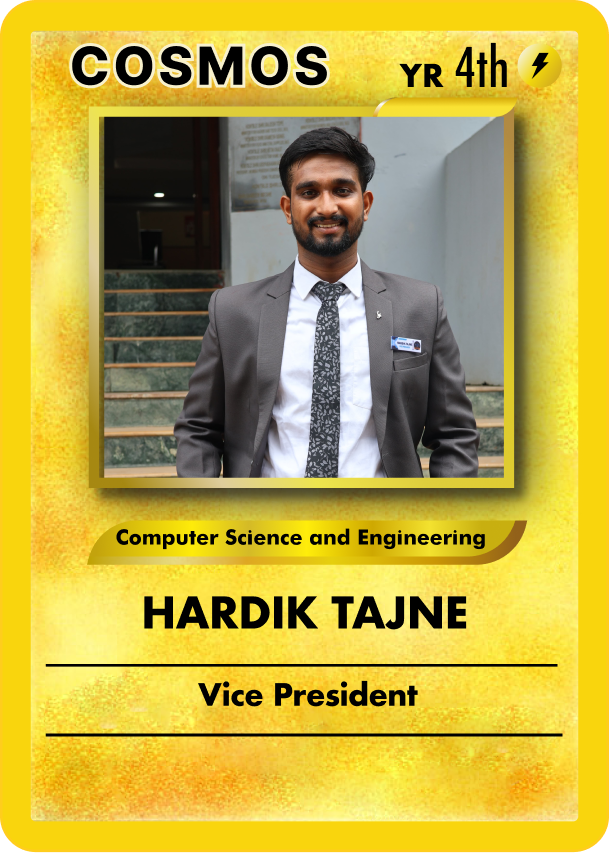 COSMOS
YR 4th
Computer Science and Engineering
HARDIK TAJNE
Vice President